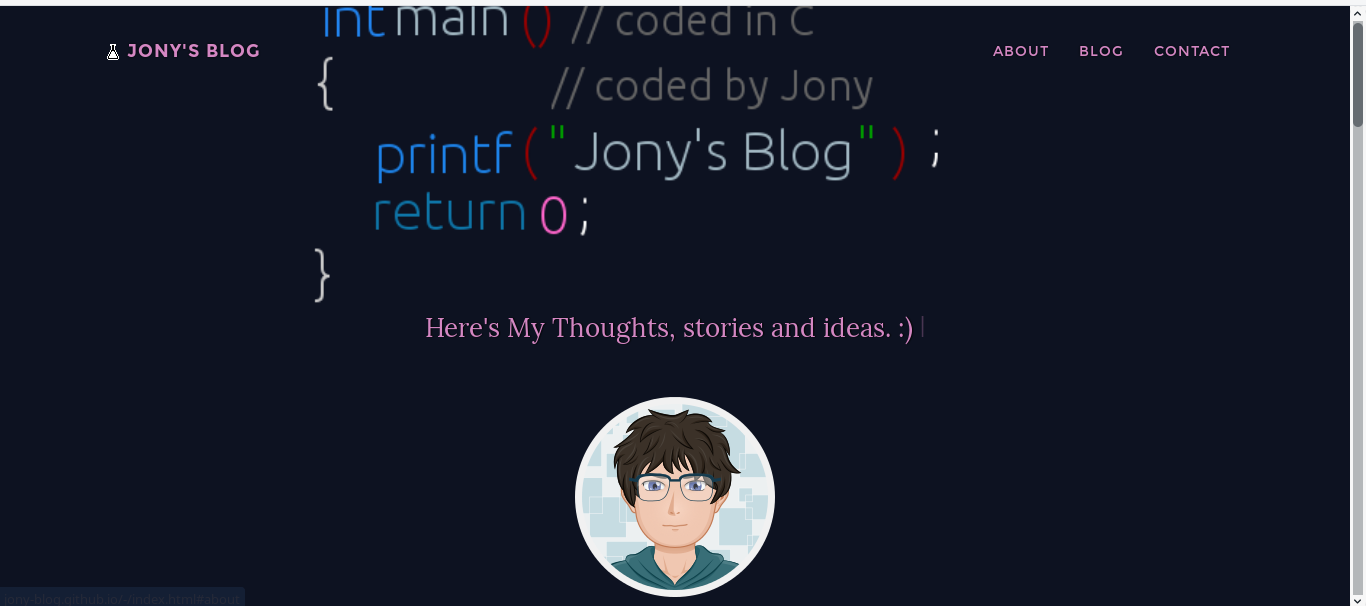 int main () // coded in C
JONY'S BLOG
ABOUT BLOG CONTACT
{ // coded by Jony
printf ("Jony's Blog") ;
return 0 ;
}
Here's My Thoughts, stories and ideas. :) |
jony-blog.github.io/-/index.html#about